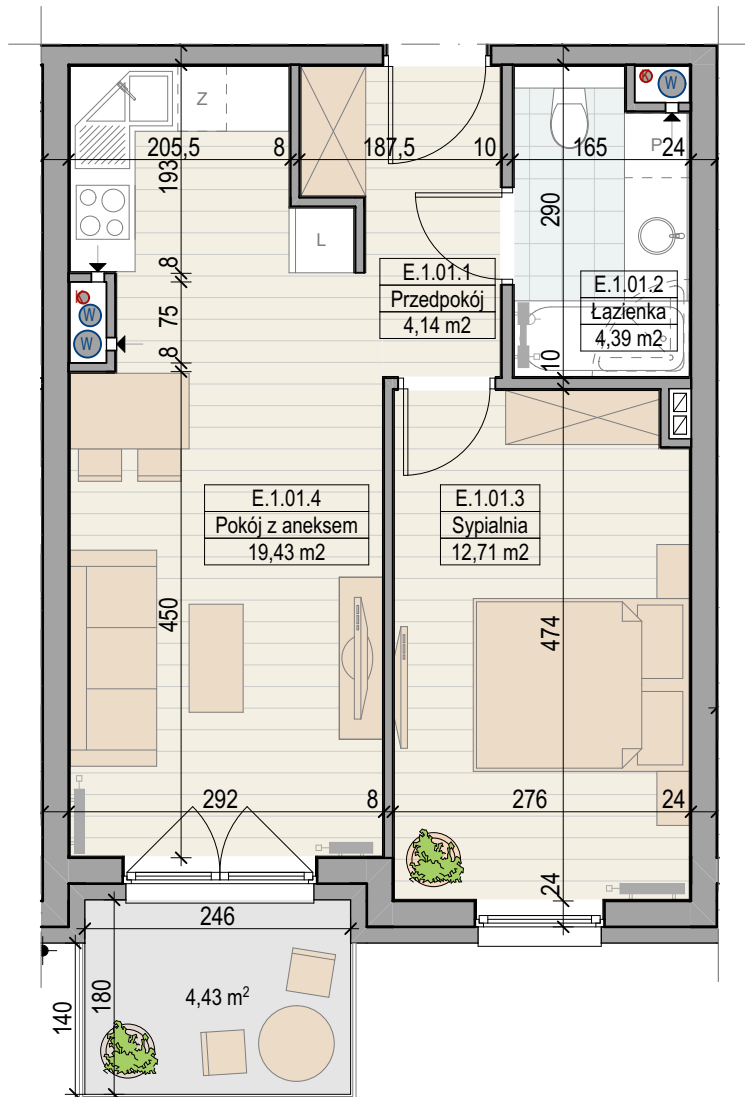 Z
K
W
205,5
8
187,5
10
165
P
24
193
290
L
8
E.1.01.1
Przedpokój
4,14 m2
E.1.01.2
Łazienka
4,39 m2
K
W
W
75
8
10
E.1.01.4
Pokój z aneksem
19,43 m2
E.1.01.3
Sypialnia
12,71 m2
450
474
292
8
276
24
24
246
4,43 m²
180
140